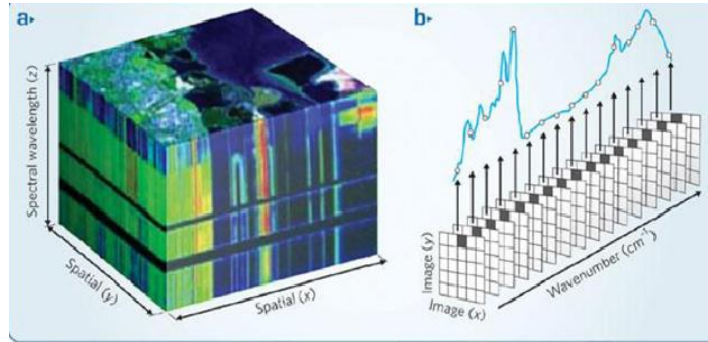 a
b
Spectral wavelength (z)
Spatial (y)
Spatial (x)
Image (y)
Image (x)
Wavenumber (cm⁻¹)